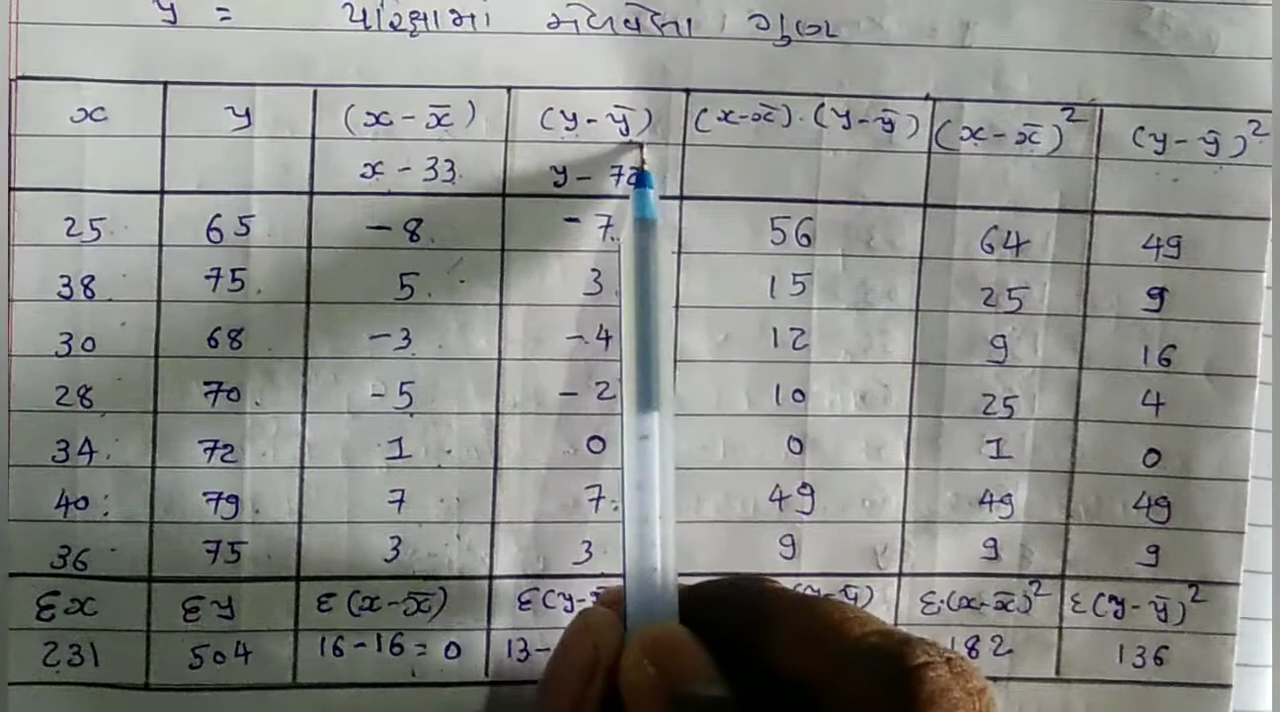 y = પરીક્ષામાં મેળવેલા ગુણ
x y (x - x̄) (y - ȳ) (x-x̄).(y-ȳ) (x-x̄)² (y-ȳ)²
x - 33 y - 72
25 65 -8 -7 56 64 49
38 75 5 3 15 25 9
30 68 -3 -4 12 9 16
28 70 -5 -2 10 25 4
34 72 1 0 0 1 0
40 79 7 7 49 49 49
36 75 3 3 9 9 9
Σx Σy Σ(x-x̄) Σ(y-ȳ) (y-ȳ) Σ(x-x̄)² Σ(y-ȳ)²
231 504 16-16=0 13- 182 136